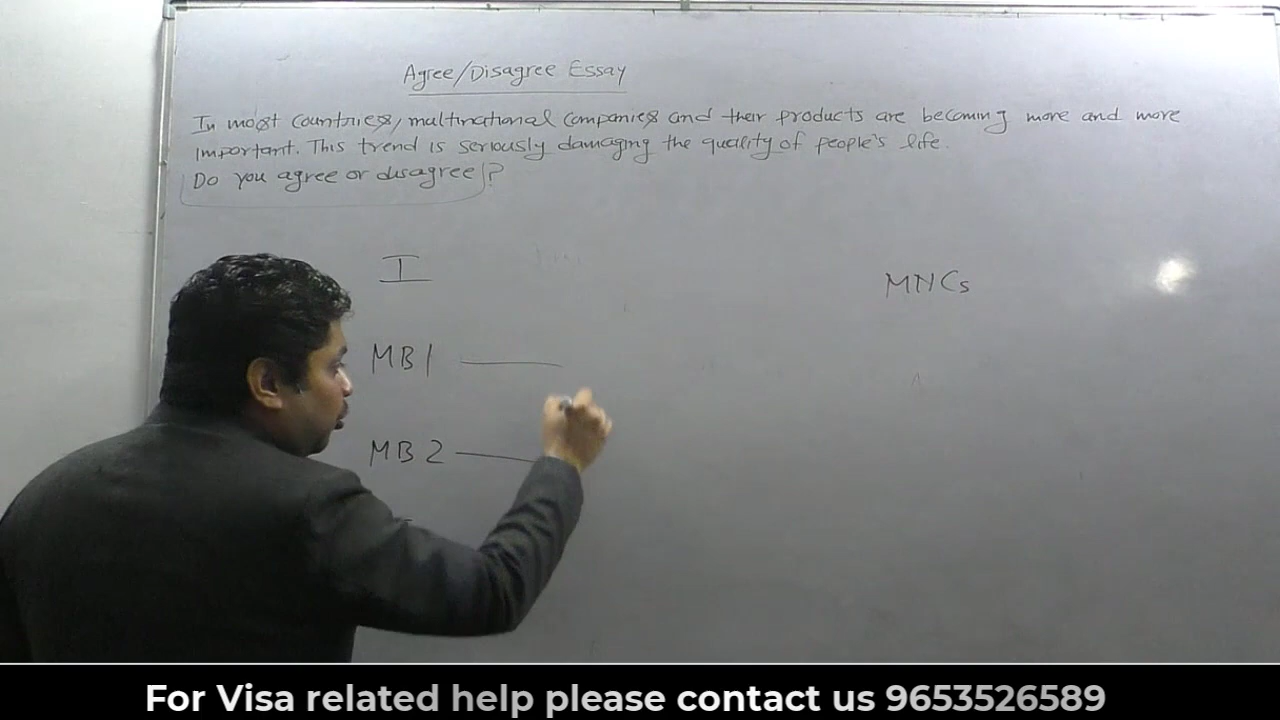 Agree/Disagree Essay
In most countries, multinational companies and their products are becoming more and more
important. This trend is seriously damaging the quality of people's life.
Do you agree or disagree?
I
MNCs
MB1
MB2
For Visa related help please contact us 9653526589